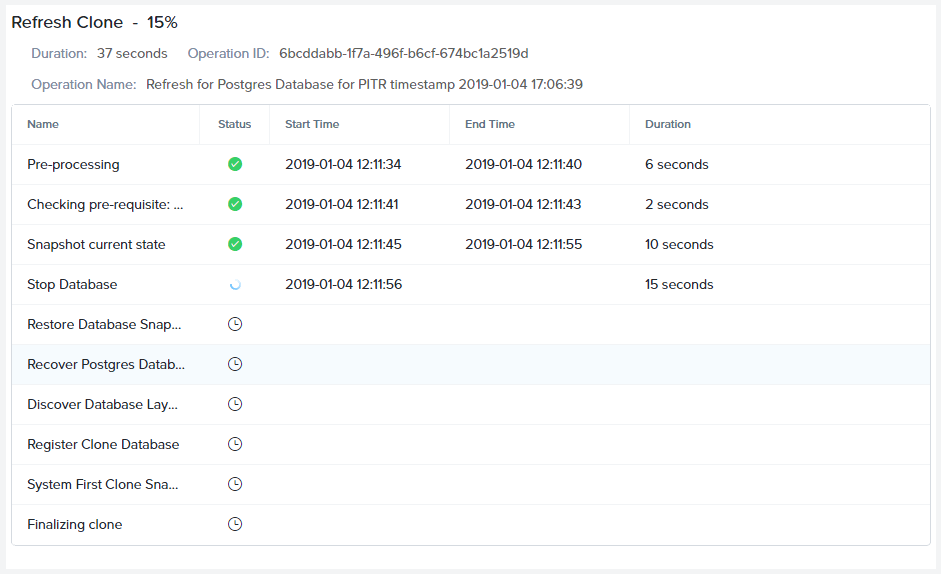 Refresh Clone - 15%
Duration: 37 seconds Operation ID: 6bcddabb-1f7a-496f-b6cf-674bc1a2519d
Operation Name: Refresh for Postgres Database for PITR timestamp 2019-01-04 17:06:39
Name Status Start Time End Time Duration
Pre-processing 2019-01-04 12:11:34 2019-01-04 12:11:40 6 seconds
Checking pre-requisite: ... 2019-01-04 12:11:41 2019-01-04 12:11:43 2 seconds
Snapshot current state 2019-01-04 12:11:45 2019-01-04 12:11:55 10 seconds
Stop Database 2019-01-04 12:11:56 15 seconds
Restore Database Snap...
Recover Postgres Datab...
Discover Database Lay...
Register Clone Database
System First Clone Sna...
Finalizing clone